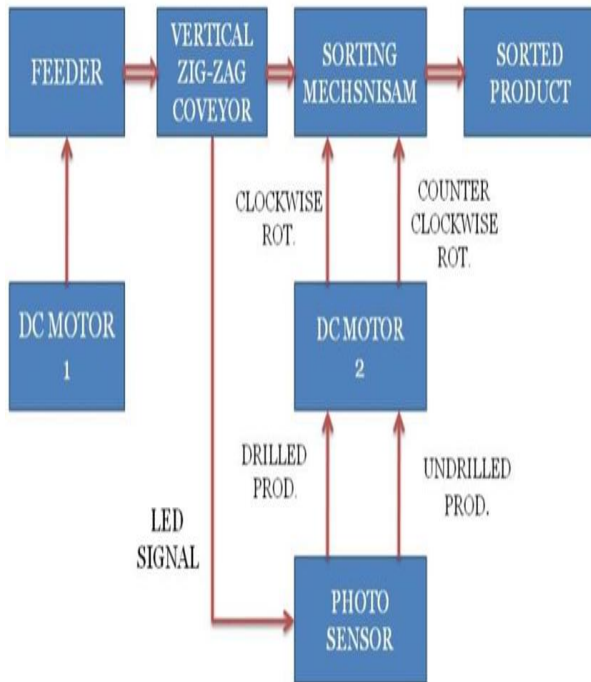 FEEDER
VERTICAL
ZIG-ZAG
COVEYOR
SORTING
MECHSNISAM
SORTED
PRODUCT
CLOCKWISE
ROT.
COUNTER
CLOCKWISE
ROT.
DC MOTOR
1
DC MOTOR
2
DRILLED
PROD.
UNDRILLED
PROD.
LED
SIGNAL
PHOTO
SENSOR